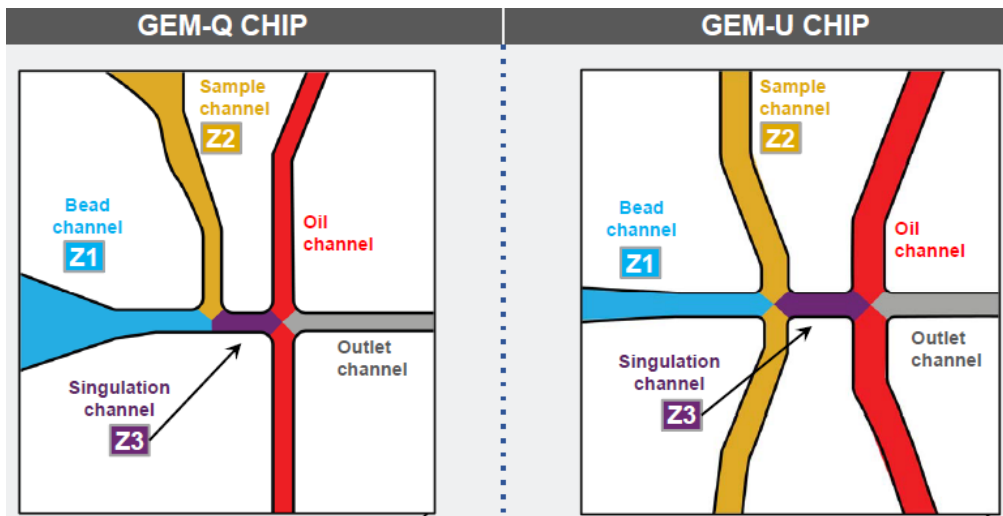 GEM-Q CHIP
Sample
channel
Z2
Bead
channel
Z1
Oil
channel
Singulation
channel
Z3
Outlet
channel
GEM-U CHIP
Sample
channel
Z2
Bead
channel
Z1
Oil
channel
Singulation
channel
Z3
Outlet
channel